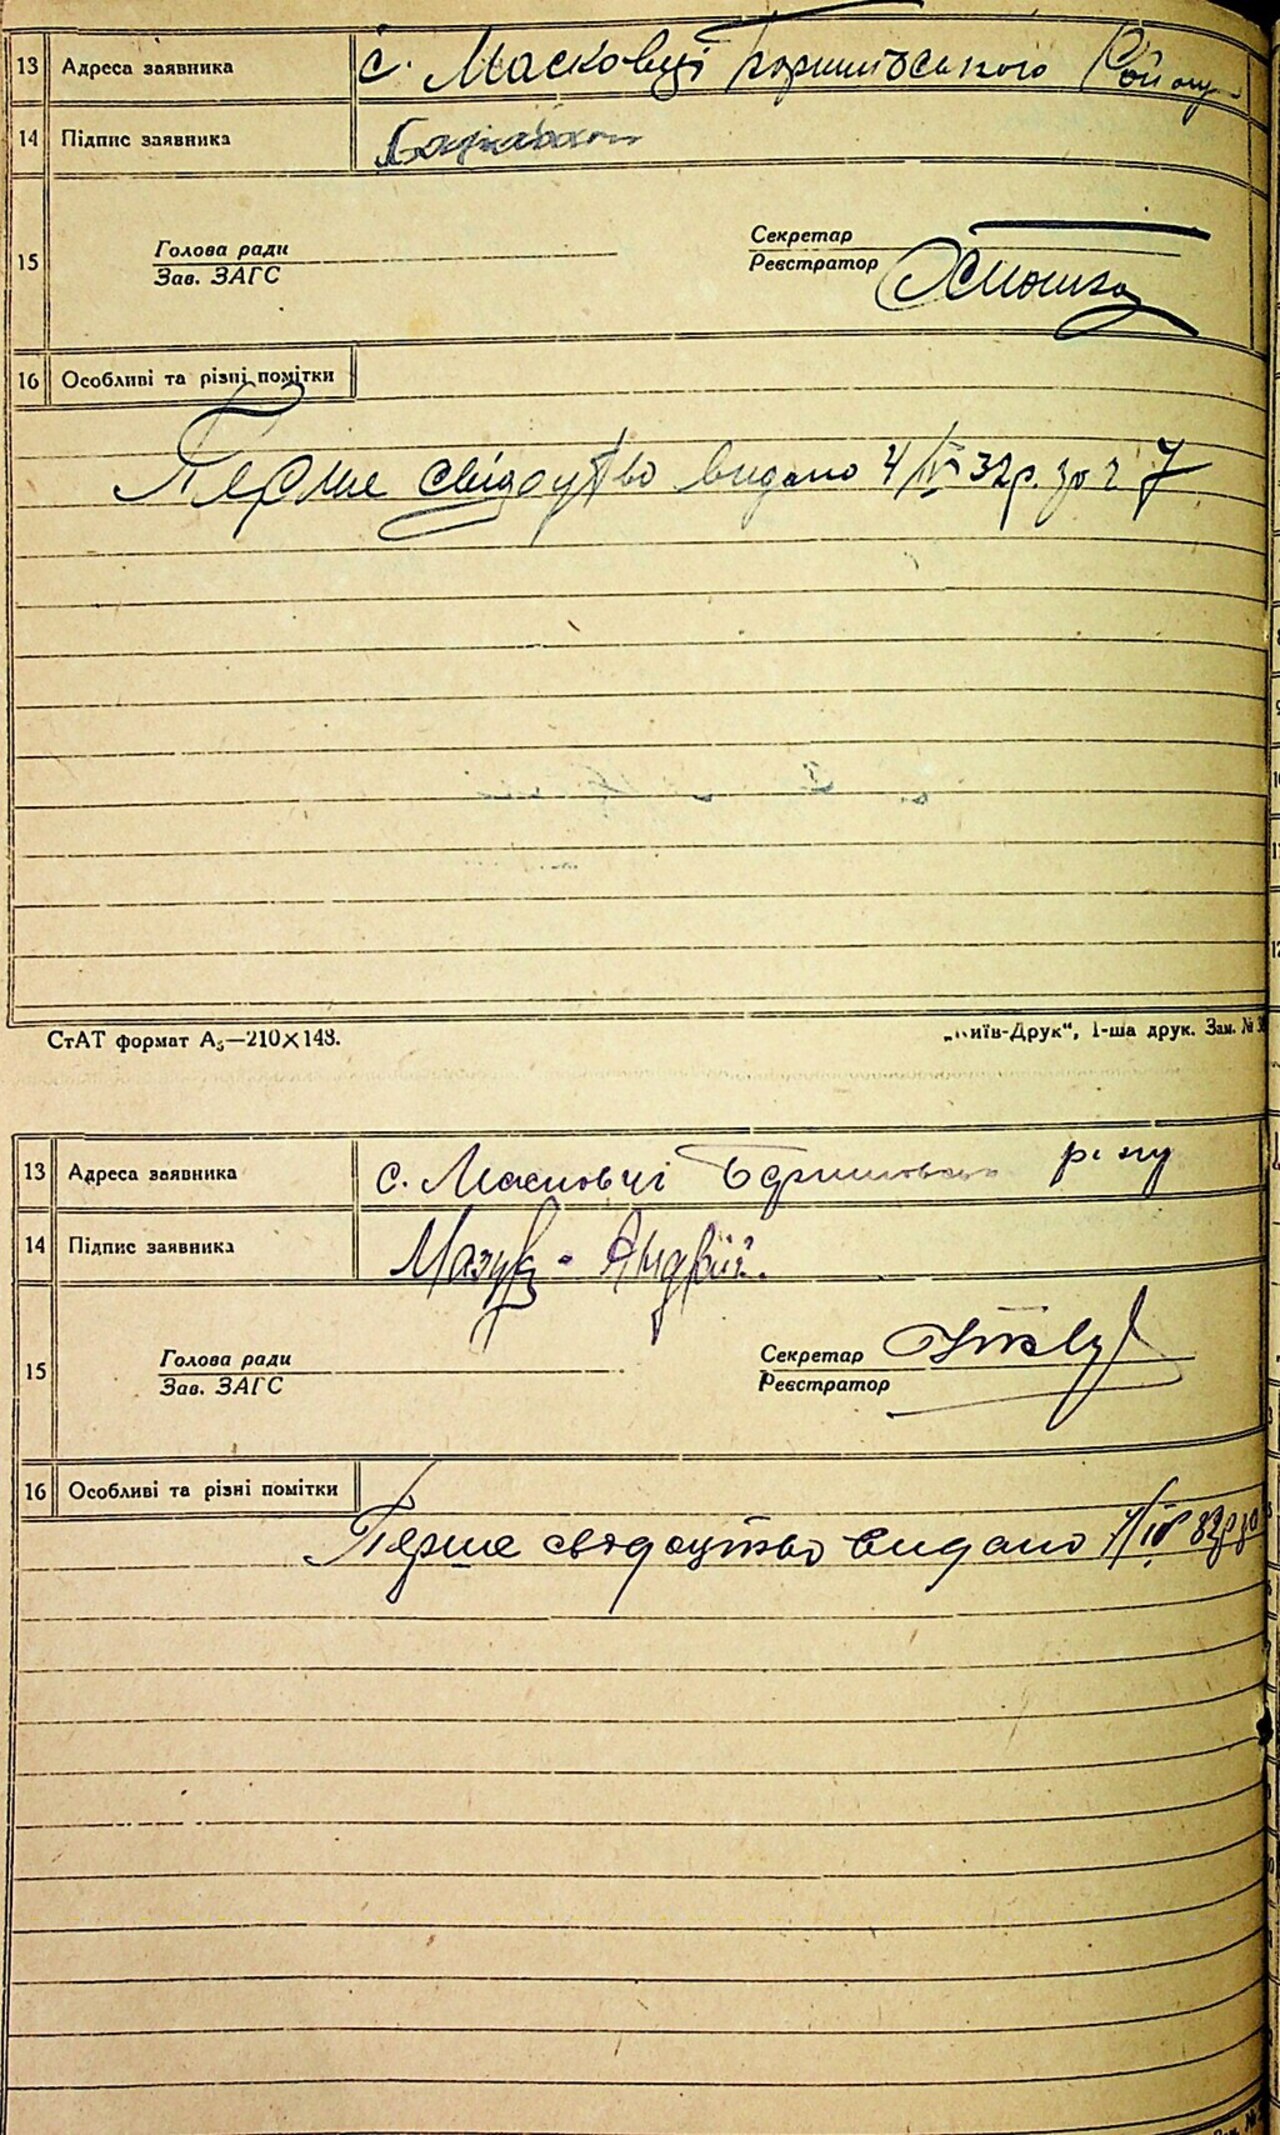 13 Адреса заявника с. Масковці Район
14 Підпис заявника
Секретар
Голова ради
15 Реєстратор
Зав. ЗАГС
16 Особливі та різні помітки
Перше свідоцтво видано 4/IV 32р. за 7
СтАТ формат А5—210×148.
„Київ-Друк“, 1-ша друк. Зам. №
13 Адреса заявника с. Масковці
14 Підпис заявника Мазур - Андрій.
Голова ради Секретар
15 Зав. ЗАГС Реєстратор
16 Особливі та різні помітки
Перше свідоцтво видано